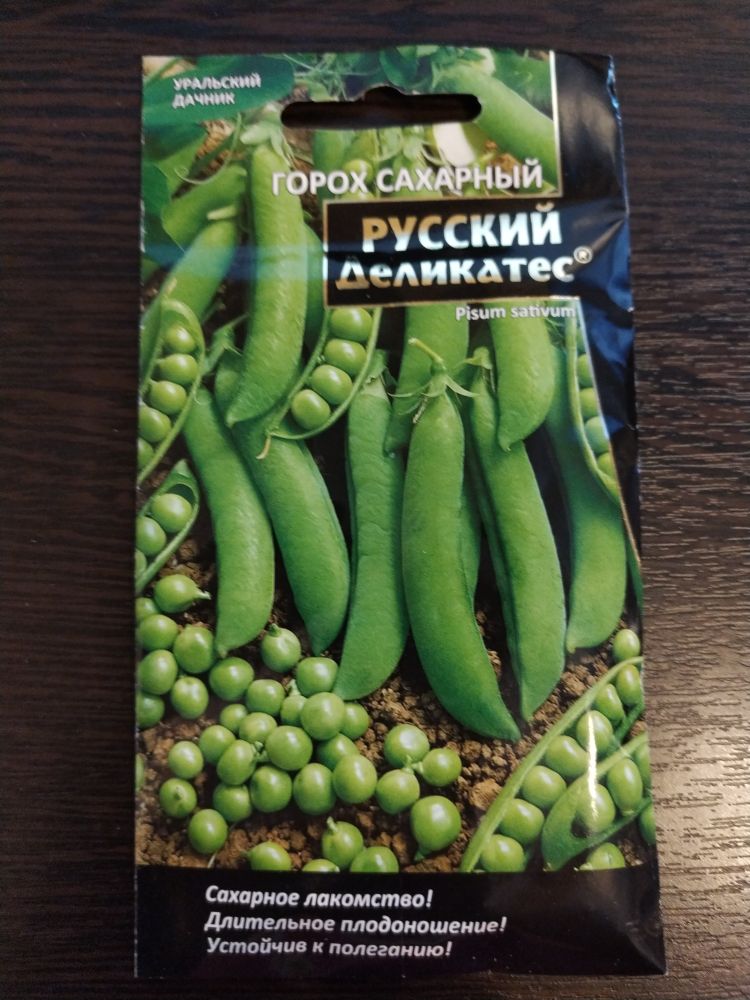 УРАЛЬСКИЙ
ДАЧНИК
ГОРОХ САХАРНЫЙ
РУССКИЙ
Деликатес®
Pisum sativum
Сахарное лакомство!
Длительное плодоношение!
Устойчив к полеганию!